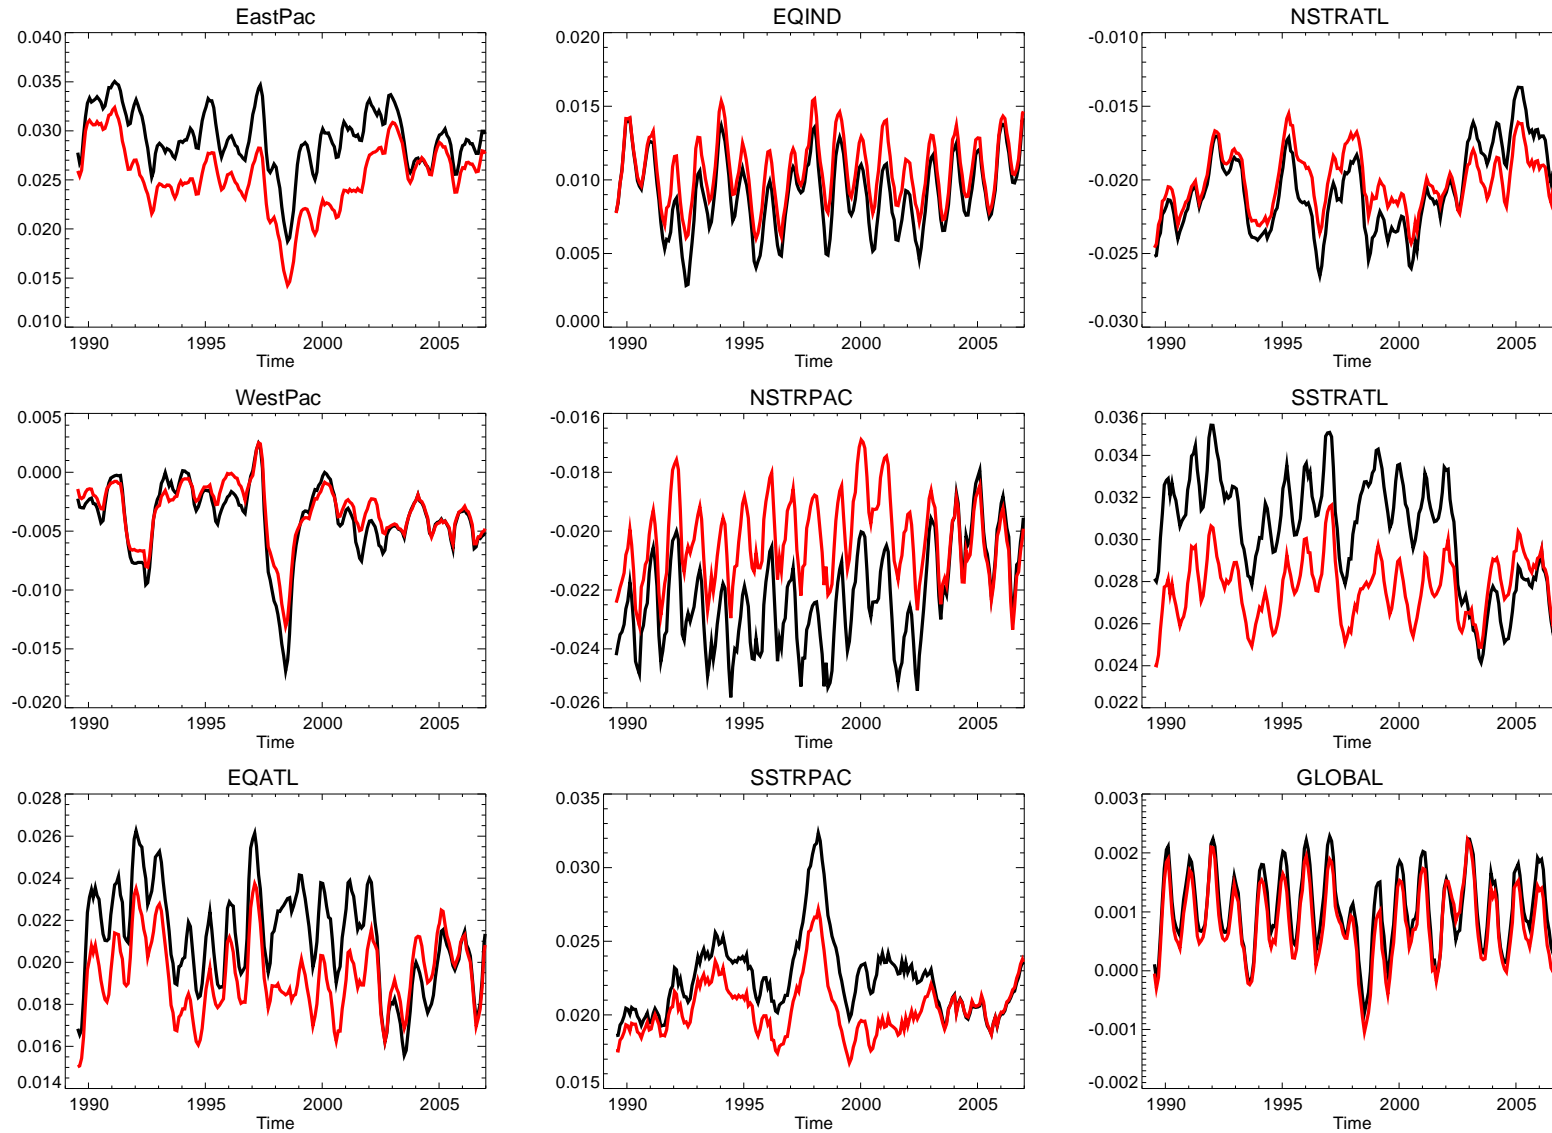 EastPac
0.040
0.035
0.030
0.025
0.020
0.015
0.010
1990 1995 2000 2005
Time
EQIND
0.020
0.015
0.010
0.005
0.000
1990 1995 2000 2005
Time
NSTRATL
-0.010
-0.015
-0.020
-0.025
-0.030
1990 1995 2000 2005
Time
WestPac
0.005
0.000
-0.005
-0.010
-0.015
-0.020
1990 1995 2000 2005
Time
NSTRPAC
-0.016
-0.018
-0.020
-0.022
-0.024
-0.026
1990 1995 2000 2005
Time
SSTRATL
0.036
0.034
0.032
0.030
0.028
0.026
0.024
0.022
1990 1995 2000 2005
Time
EQATL
0.028
0.026
0.024
0.022
0.020
0.018
0.016
0.014
1990 1995 2000 2005
Time
SSTRPAC
0.035
0.030
0.025
0.020
0.015
1990 1995 2000 2005
Time
GLOBAL
0.003
0.002
0.001
0.000
-0.001
-0.002
1990 1995 2000 2005
Time